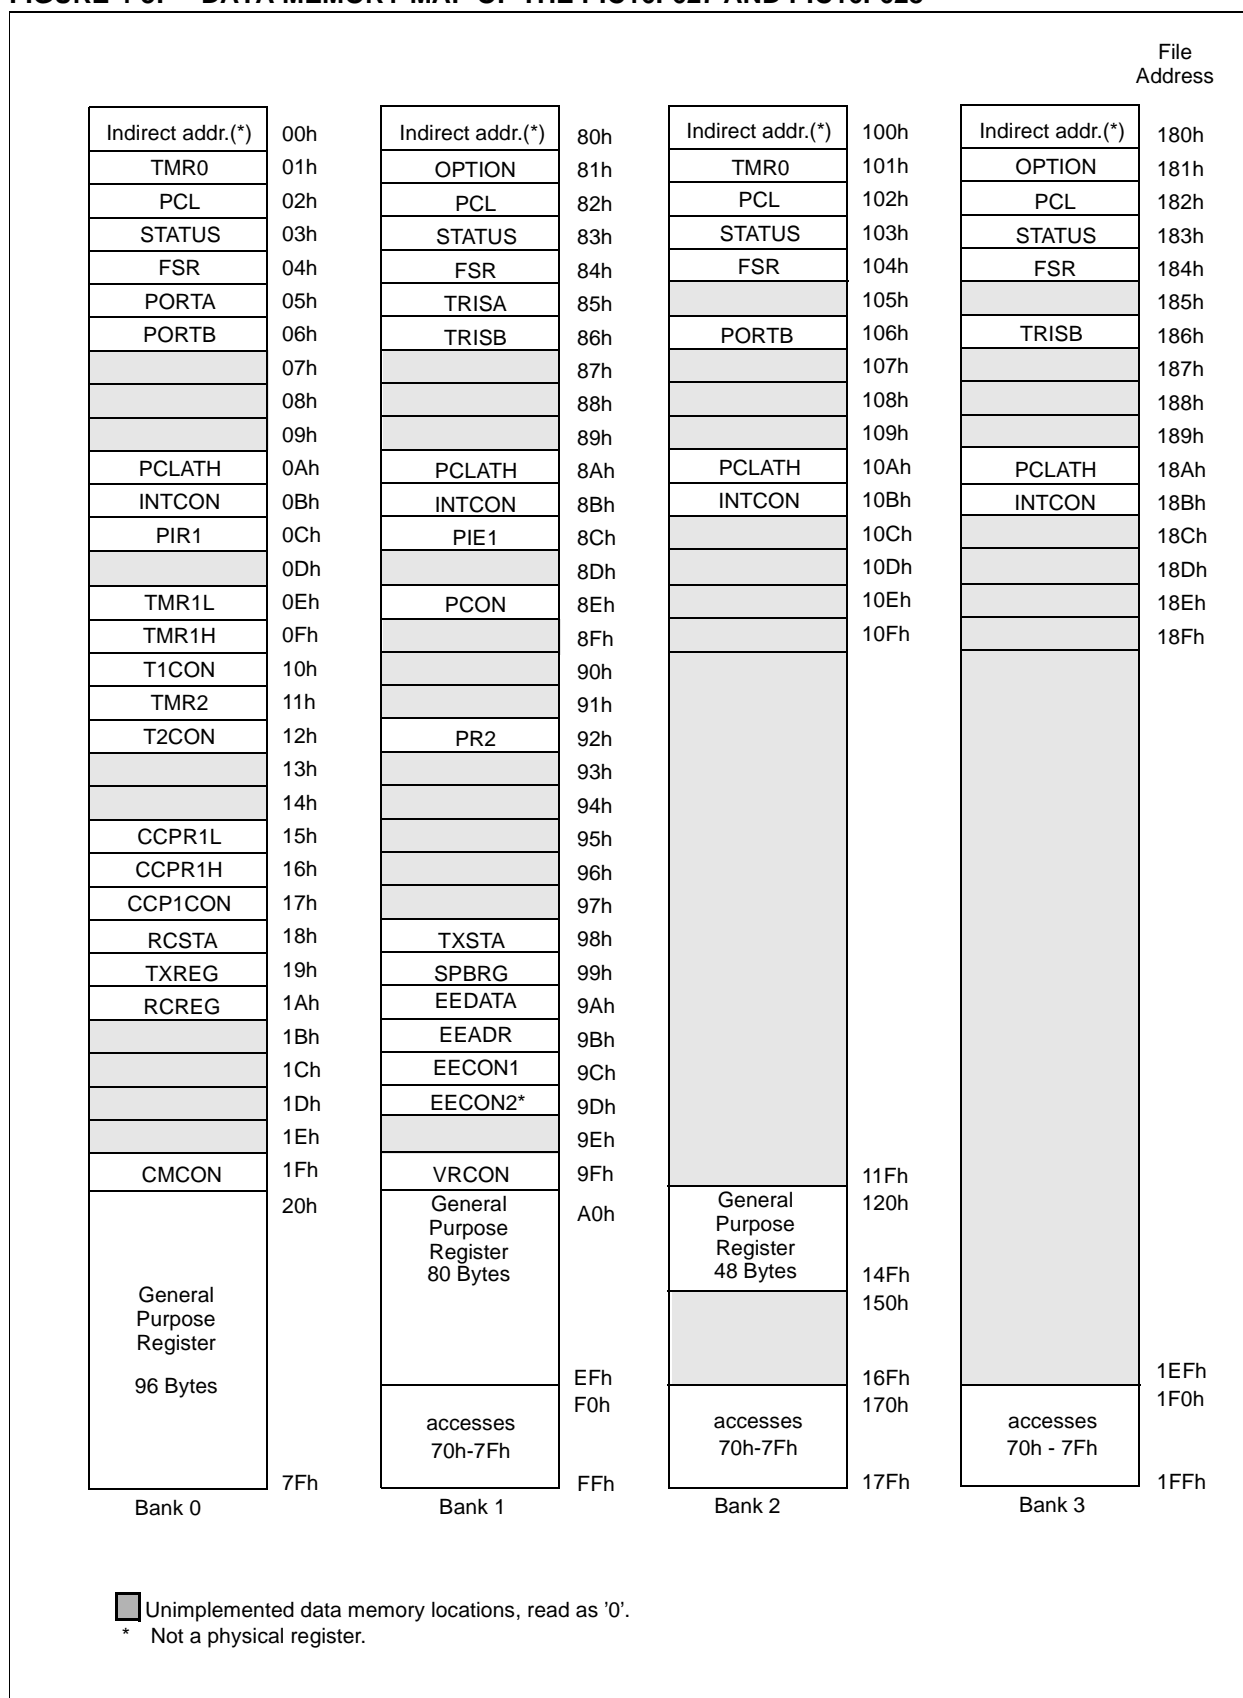 File
Address
Indirect addr.(*) 00h
TMR0 01h
PCL 02h
STATUS 03h
FSR 04h
PORTA 05h
PORTB 06h
07h
08h
09h
PCLATH 0Ah
INTCON 0Bh
PIR1 0Ch
0Dh
TMR1L 0Eh
TMR1H 0Fh
T1CON 10h
TMR2 11h
T2CON 12h
13h
14h
CCPR1L 15h
CCPR1H 16h
CCP1CON 17h
RCSTA 18h
TXREG 19h
RCREG 1Ah
1Bh
1Ch
1Dh
1Eh
CMCON 1Fh
20h
General
Purpose
Register
96 Bytes
7Fh
Bank 0
Indirect addr.(*) 80h
OPTION 81h
PCL 82h
STATUS 83h
FSR 84h
TRISA 85h
TRISB 86h
87h
88h
89h
PCLATH 8Ah
INTCON 8Bh
PIE1 8Ch
8Dh
PCON 8Eh
8Fh
90h
91h
PR2 92h
93h
94h
95h
96h
97h
TXSTA 98h
SPBRG 99h
EEDATA 9Ah
EEADR 9Bh
EECON1 9Ch
EECON2* 9Dh
9Eh
VRCON 9Fh
General
A0h
Purpose
Register
80 Bytes
EFh
F0h
accesses
70h-7Fh
FFh
Bank 1
Indirect addr.(*) 100h
TMR0 101h
PCL 102h
STATUS 103h
FSR 104h
105h
PORTB 106h
107h
108h
109h
PCLATH 10Ah
INTCON 10Bh
10Ch
10Dh
10Eh
10Fh
11Fh
General 120h
Purpose
Register
48 Bytes 14Fh
150h
16Fh
170h
accesses
70h-7Fh
17Fh
Bank 2
Indirect addr.(*) 180h
OPTION 181h
PCL 182h
STATUS 183h
FSR 184h
185h
TRISB 186h
187h
188h
189h
PCLATH 18Ah
INTCON 18Bh
18Ch
18Dh
18Eh
18Fh
1EFh
1F0h
accesses
70h - 7Fh
1FFh
Bank 3
Unimplemented data memory locations, read as '0'.
* Not a physical register.